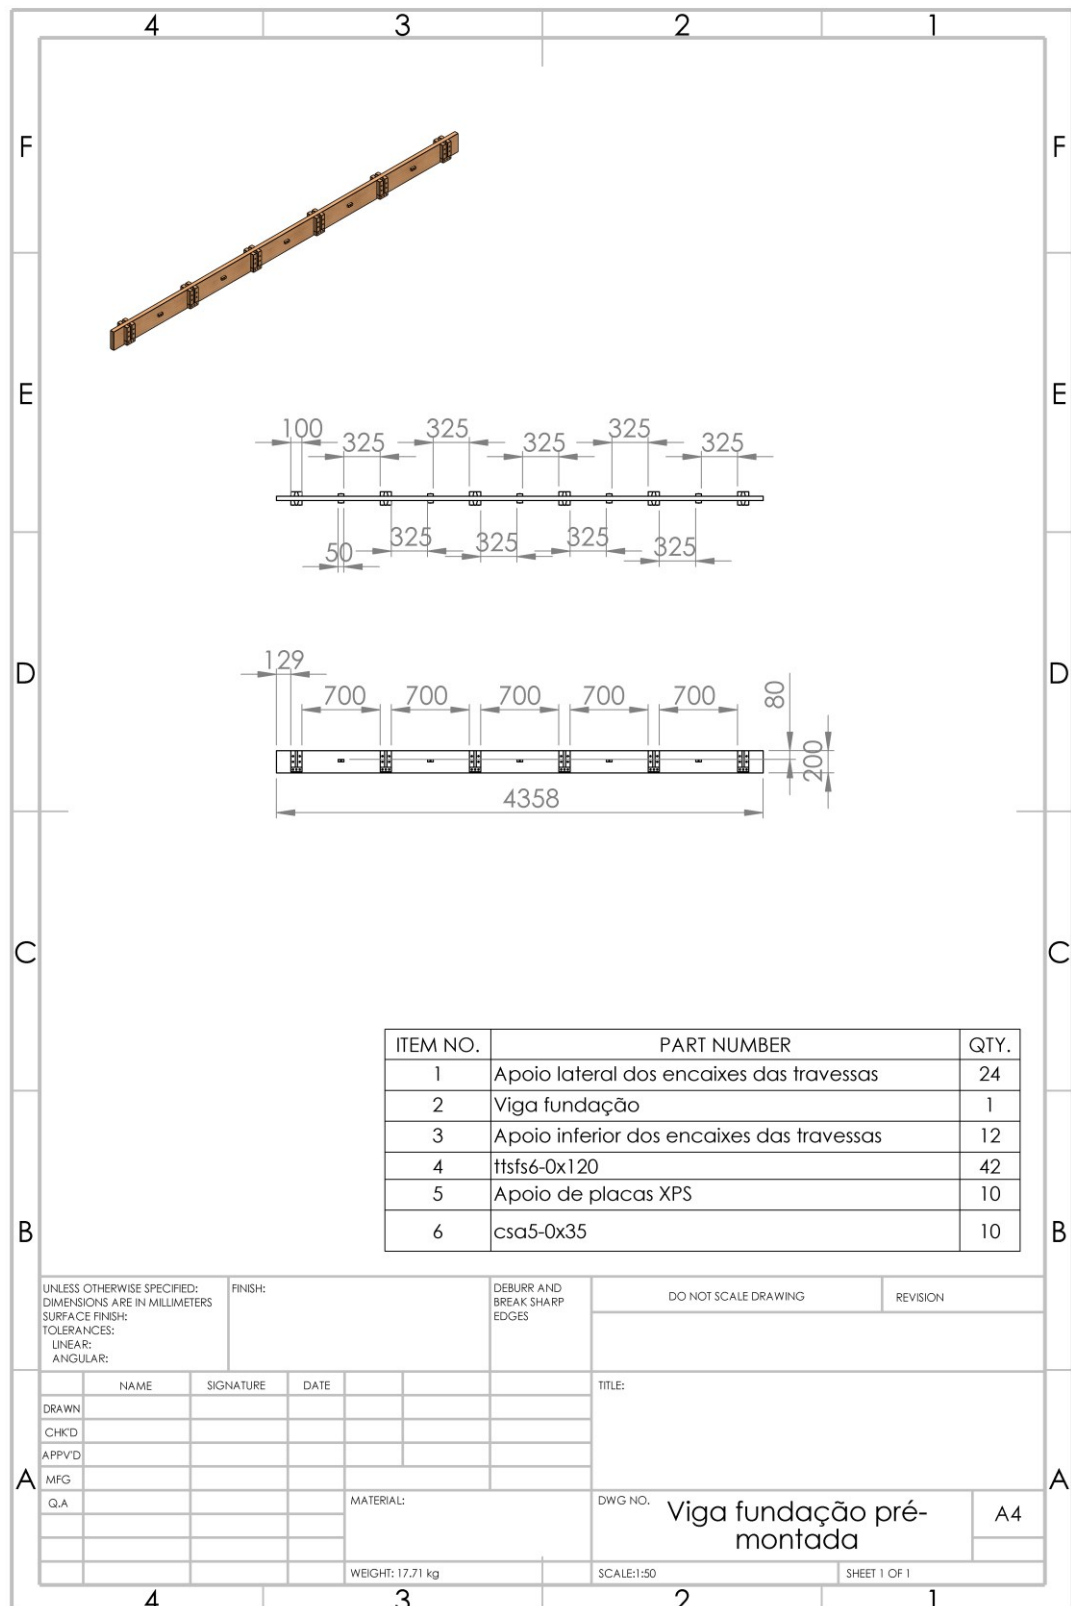 4 3 2 1
F F
E E
100 325 325 325 325 325
50 325 325 325 325
D D
129
700 700 700 700 700 80
200
4358
C C
ITEM NO. PART NUMBER QTY.
1 Apoio lateral dos encaixes das travessas 24
2 Viga fundação 1
3 Apoio inferior dos encaixes das travessas 12
4 ttsfs6-0x120 42
5 Apoio de placas XPS 10
6 csa5-0x35 10
B B
UNLESS OTHERWISE SPECIFIED:
DIMENSIONS ARE IN MILLIMETERS
SURFACE FINISH:
TOLERANCES:
LINEAR:
ANGULAR:
FINISH:
DEBURR AND
BREAK SHARP
EDGES
DO NOT SCALE DRAWING
REVISION
NAME SIGNATURE DATE
DRAWN
CHK'D
APPV'D
MFG
Q.A
A A
MATERIAL:
WEIGHT: 17.71 kg
TITLE:
DWG NO.
Viga fundação pré-
montada
A4
SCALE:1:50
SHEET 1 OF 1
4 3 2 1